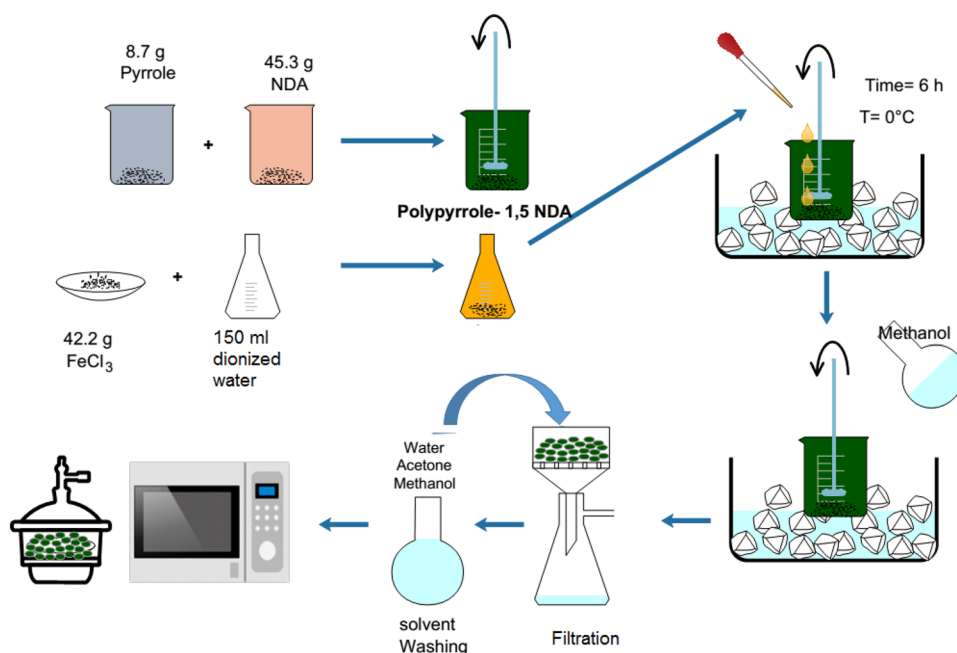 8.7 g
Pyrrole
45.3 g
NDA
+
Time= 6 h
T= 0°C
Polypyrrole- 1,5 NDA
+
42.2 g
FeCl₃
150 ml
dionized
water
Methanol
Water
Acetone
Methanol
solvent
Washing
Filtration